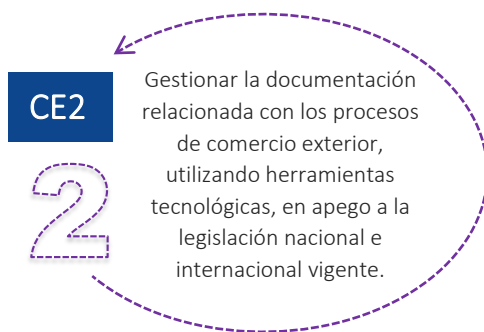 CE2
2
Gestionar la documentación
relacionada con los procesos
de comercio exterior,
utilizando herramientas
tecnológicas, en apego a la
legislación nacional e
internacional vigente.